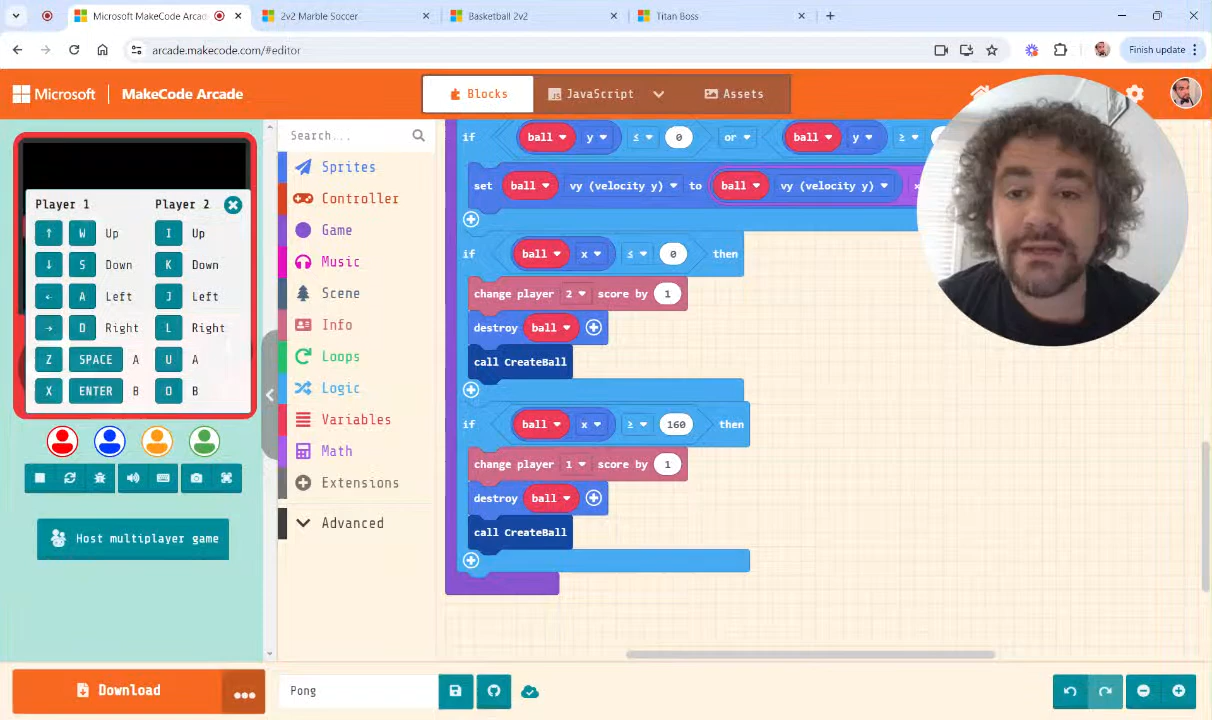 Microsoft MakeCode Arcad
2v2 Marble Soccer
Basketball 2v2
Titan Boss
arcade.makecode.com/#editor
Finish update
Microsoft
MakeCode Arcade
Blocks
JavaScript
Assets
Player 1
Player 2
↑ W Up I Up
↓ S Down K Down
← A Left J Left
→ D Right L Right
Z SPACE A U A
X ENTER B O B
Host multiplayer game
Download
Search...
Sprites
Controller
Game
Music
Scene
Info
Loops
Logic
Variables
Math
Extensions
Advanced
if ball y ≤ 0 or ball y ≥
set ball vy (velocity y) to ball vy (velocity y) x
if ball x ≤ 0 then
change player 2 score by 1
destroy ball
call CreateBall
if ball x ≥ 160 then
change player 1 score by 1
destroy ball
call CreateBall
Pong